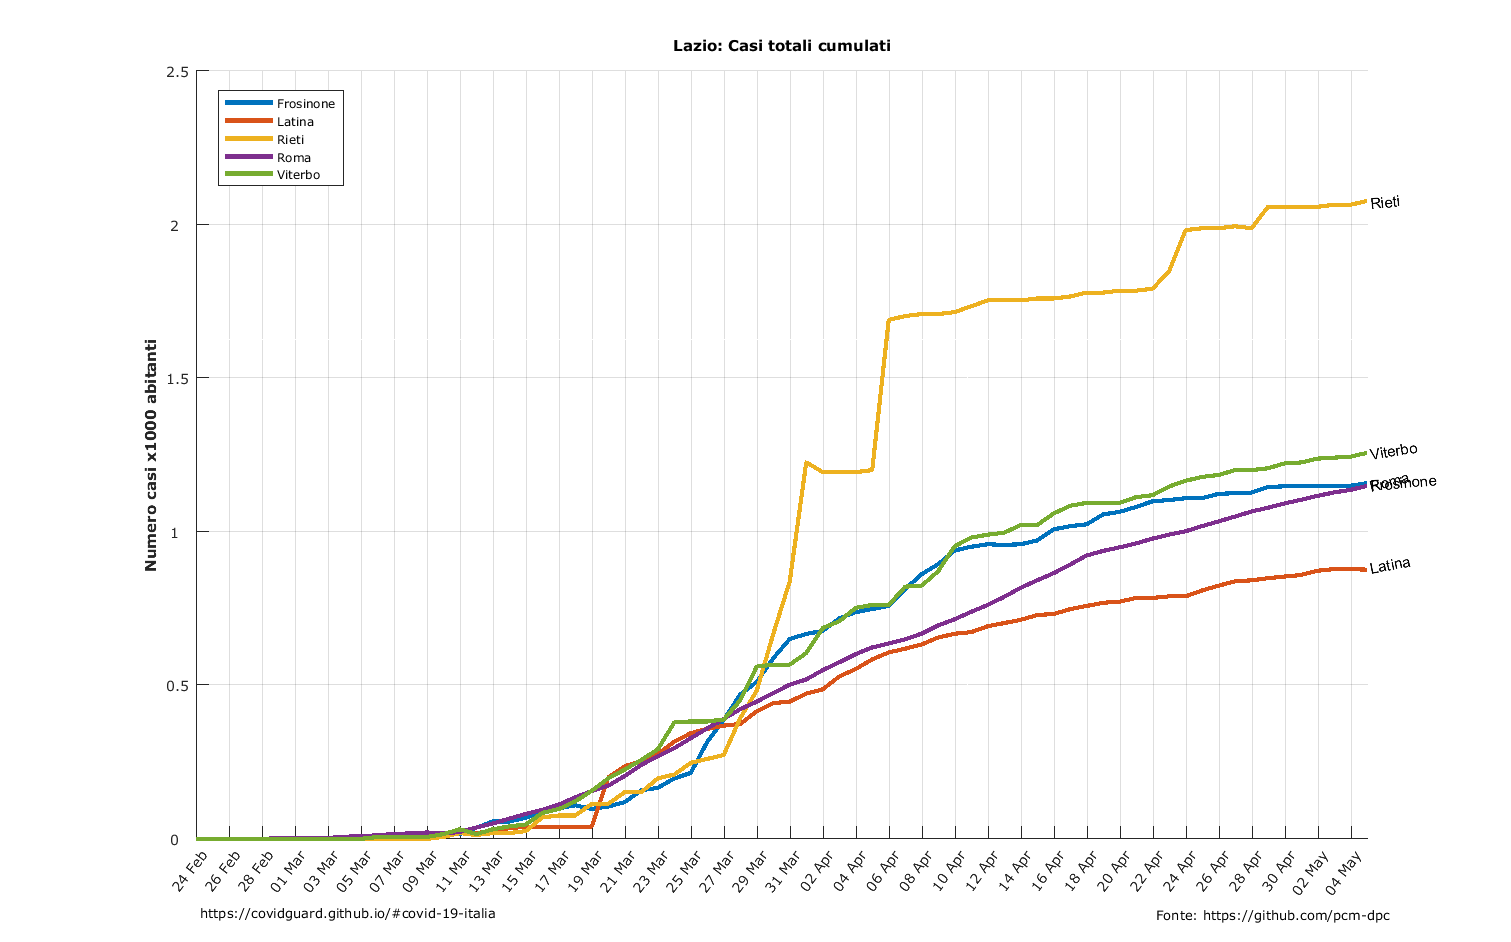 Lazio: Casi totali cumulati
2.5
2
1.5
1
0.5
0
Numero casi x1000 abitanti
Frosinone
Latina
Rieti
Roma
Viterbo
Rieti
Viterbo
Roma
Frosinone
Latina
24 Feb
26 Feb
28 Feb
01 Mar
03 Mar
05 Mar
07 Mar
09 Mar
11 Mar
13 Mar
15 Mar
17 Mar
19 Mar
21 Mar
23 Mar
25 Mar
27 Mar
29 Mar
31 Mar
02 Apr
04 Apr
06 Apr
08 Apr
10 Apr
12 Apr
14 Apr
16 Apr
18 Apr
20 Apr
22 Apr
24 Apr
26 Apr
28 Apr
30 Apr
02 May
04 May
https://covidguard.github.io/#covid-19-italia
Fonte: https://github.com/pcm-dpc